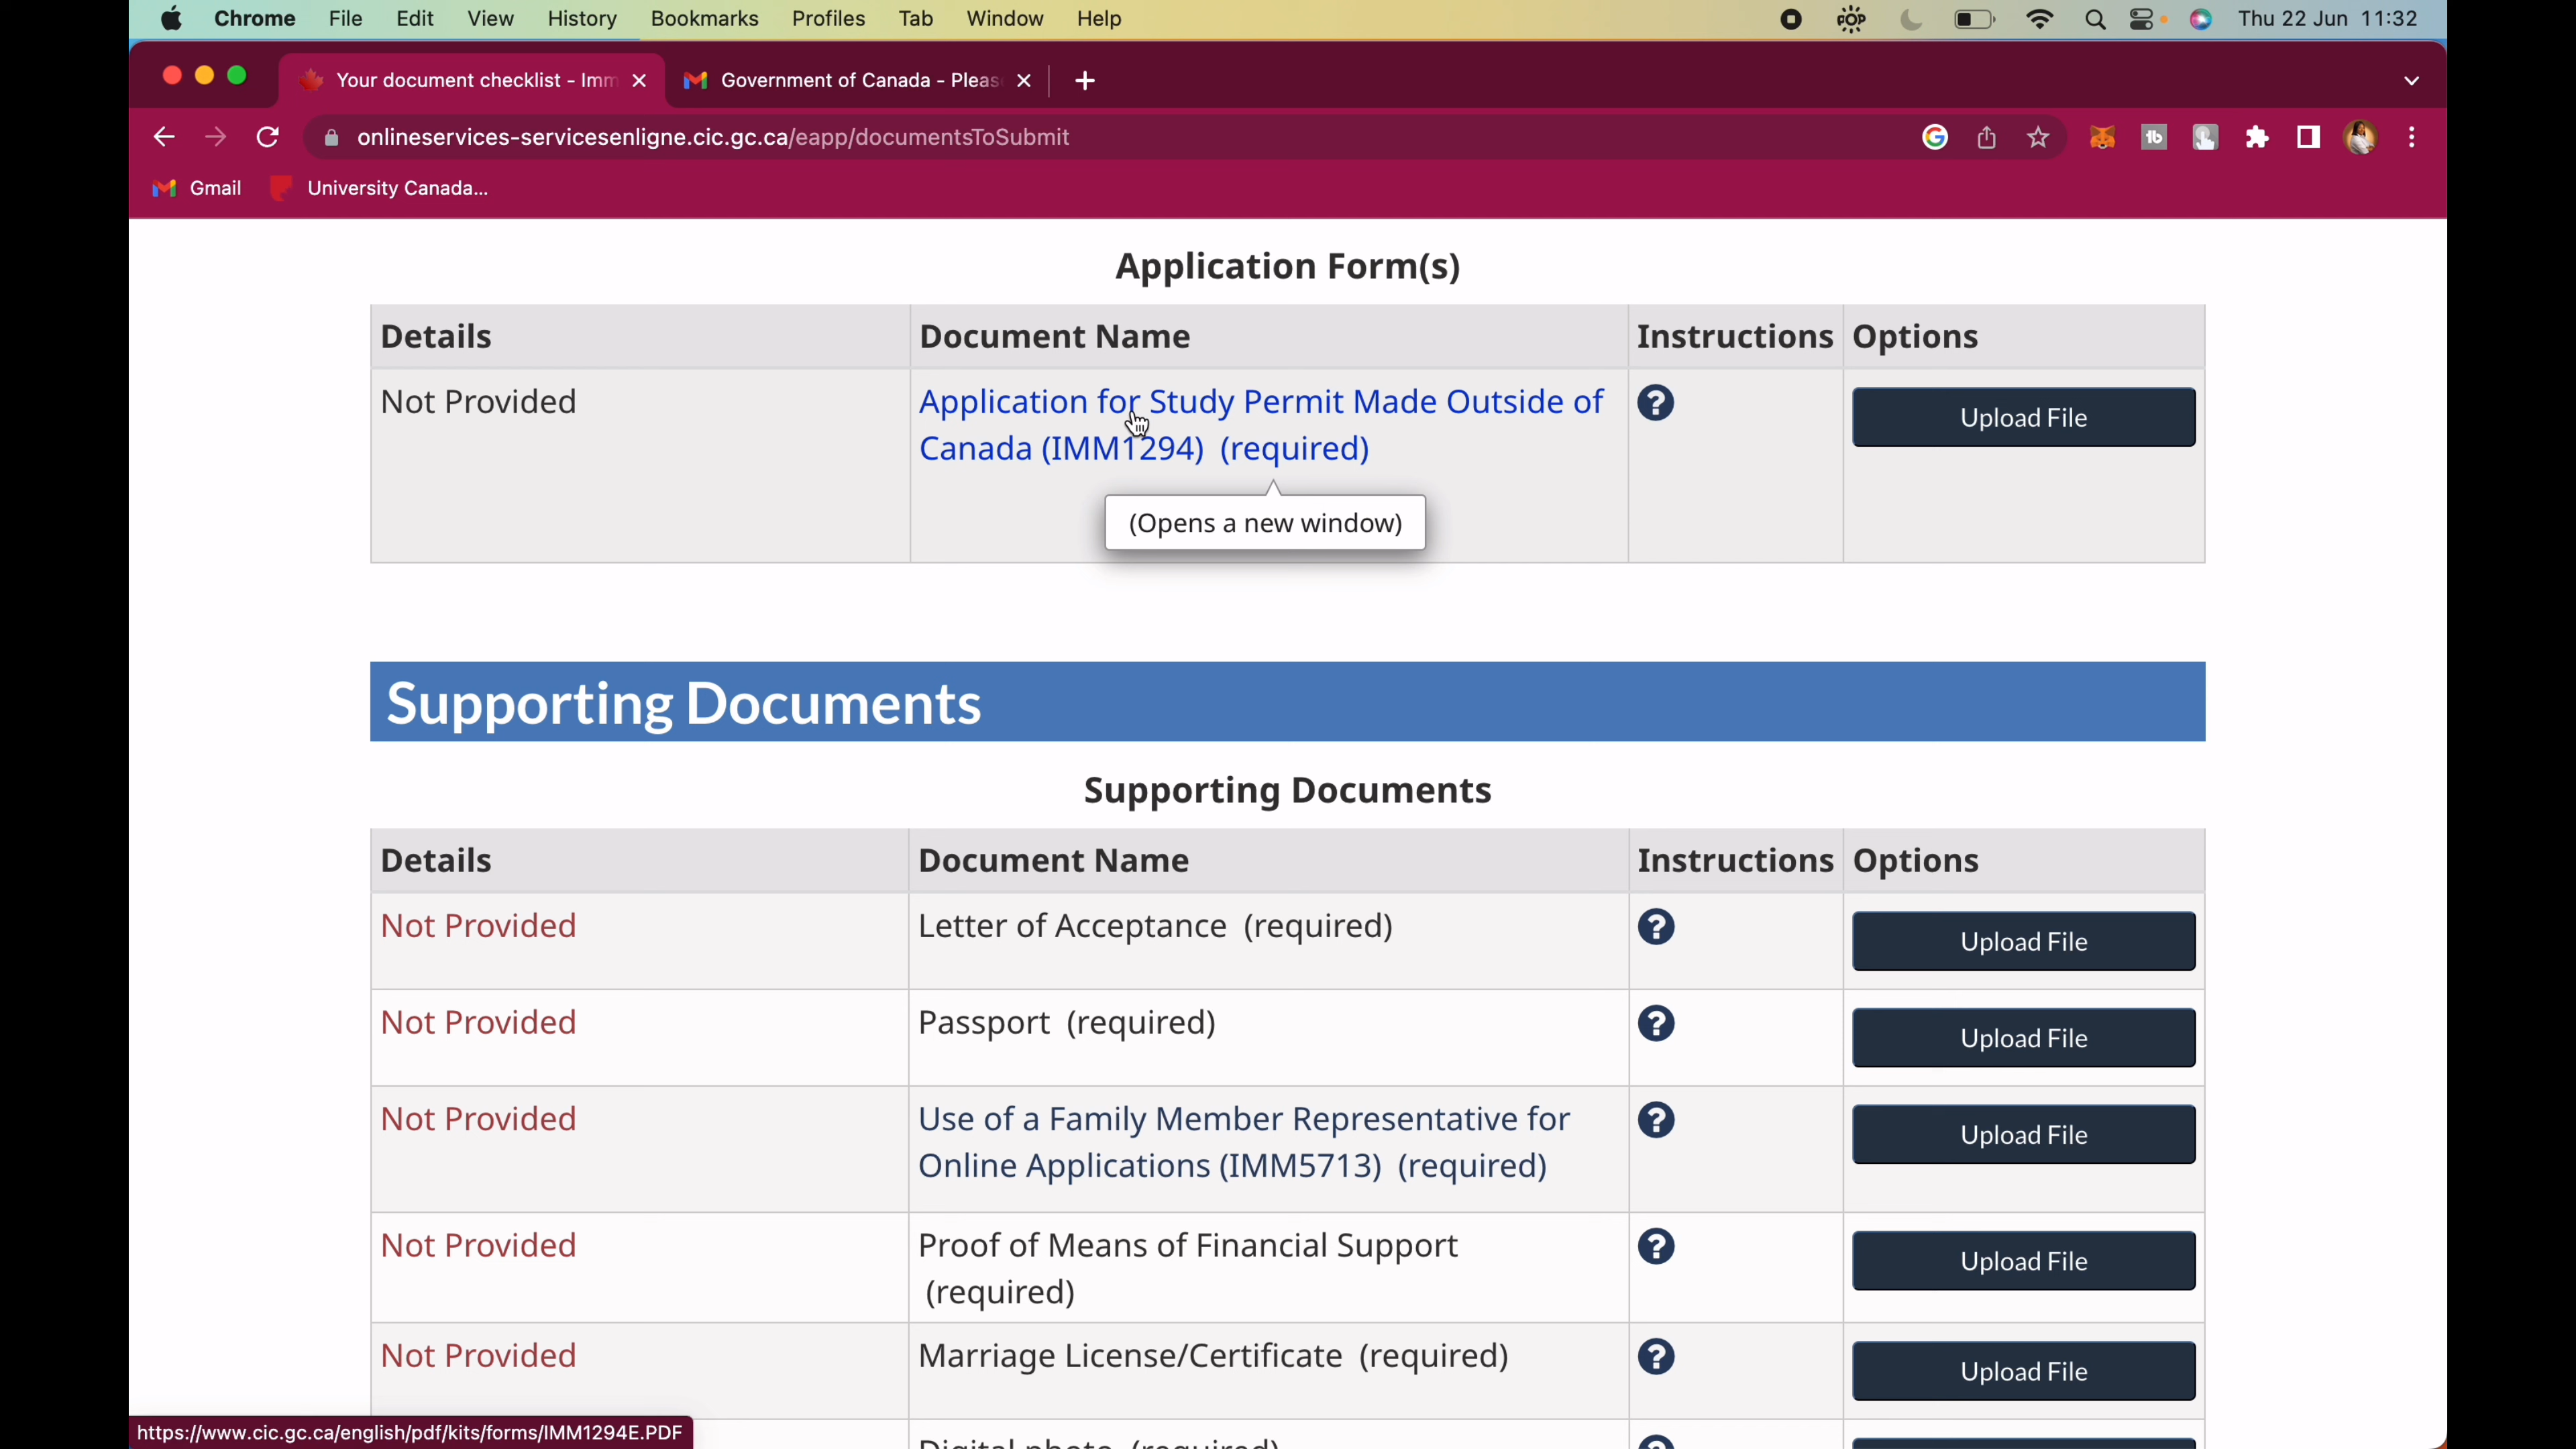 Chrome File Edit View History Bookmarks Profiles Tab Window Help Thu 22 Jun 11:32
Your document checklist - Imm Government of Canada - Pleas
onlineservices-servicesenligne.cic.gc.ca/eapp/documentsToSubmit
Gmail University Canada...
Application Form(s)
Details Document Name Instructions Options
Not Provided Application for Study Permit Made Outside of Upload File
Canada (IMM1294) (required)
(Opens a new window)
Supporting Documents
Supporting Documents
Details Document Name Instructions Options
Not Provided Letter of Acceptance (required) Upload File
Not Provided Passport (required) Upload File
Not Provided Use of a Family Member Representative for Upload File
Online Applications (IMM5713) (required)
Not Provided Proof of Means of Financial Support Upload File
(required)
Not Provided Marriage License/Certificate (required) Upload File
Digital photo (required)
https://www.cic.gc.ca/english/pdf/kits/forms/IMM1294E.PDF